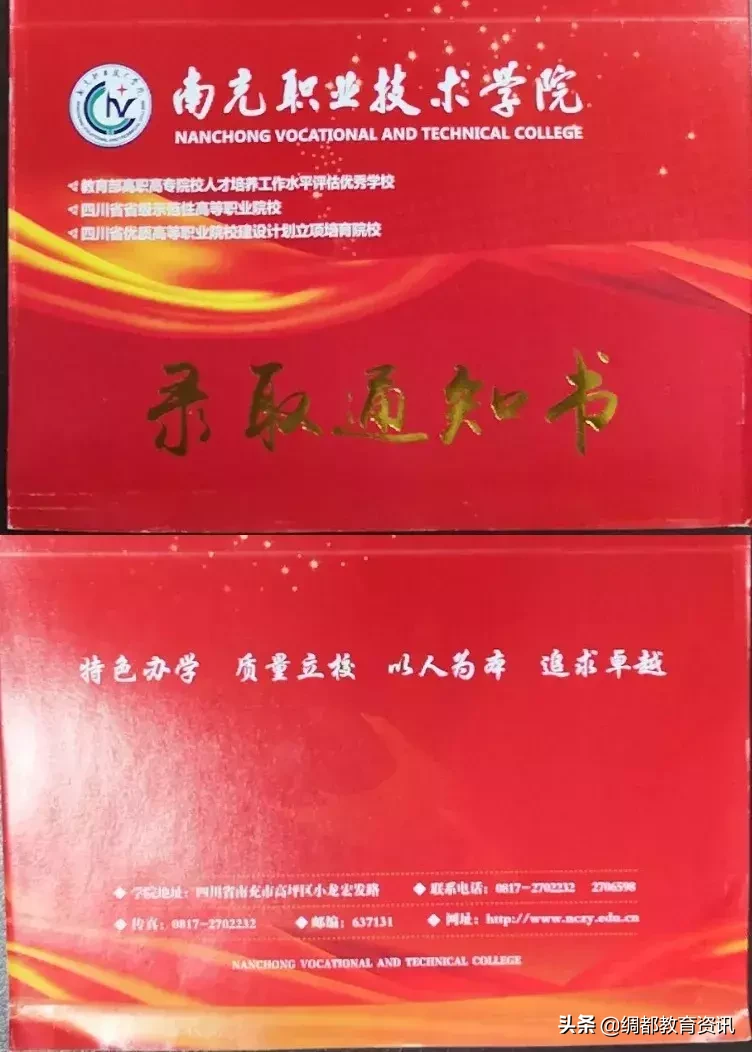 南充职业技术学院
NANCHONG VOCATIONAL AND TECHNICAL COLLEGE
教育部高职高专院校人才培养工作水平评估优秀学校
四川省省级示范性高等职业院校
四川省优质高等职业院校建设计划立项培育院校
录取通知书
特色办学 质量立校 以人为本 追求卓越
◆ 学院地址：四川省南充市高坪区小龙宏发路 ◆ 联系电话：0817-2702232 2706598
◆ 传真：0817-2702232 ◆ 邮编：637131 ◆ 网址：http://www.nczy.edu.cn
NANCHONG VOCATIONAL AND TECHNICAL COLLEGE
头条 @绸都教育资讯